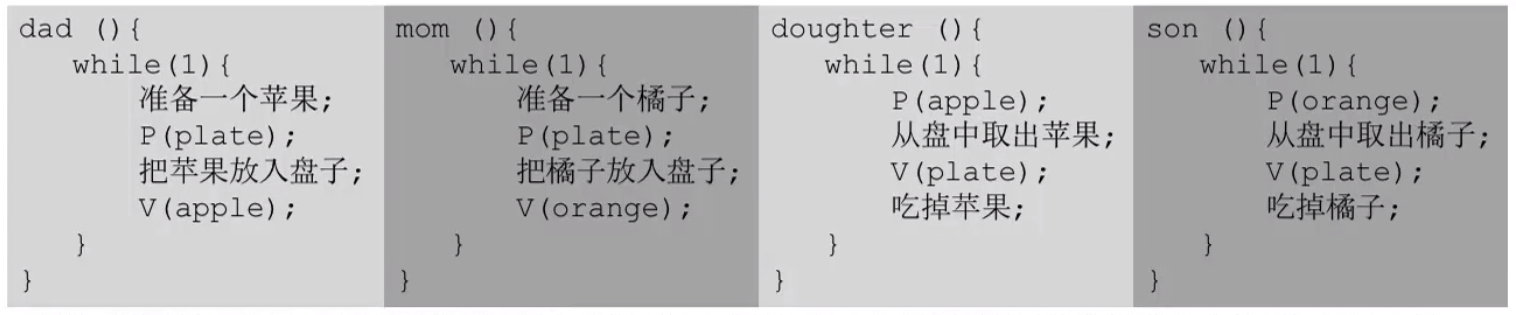 dad (){
while(1){
准备一个苹果;
P(plate);
把苹果放入盘子;
V(apple);
}
}
mom (){
while(1){
准备一个橘子;
P(plate);
把橘子放入盘子;
V(orange);
}
}
doughter (){
while(1){
P(apple);
从盘中取出苹果;
V(plate);
吃掉苹果;
}
}
son (){
while(1){
P(orange);
从盘中取出橘子;
V(plate);
吃掉橘子;
}
}